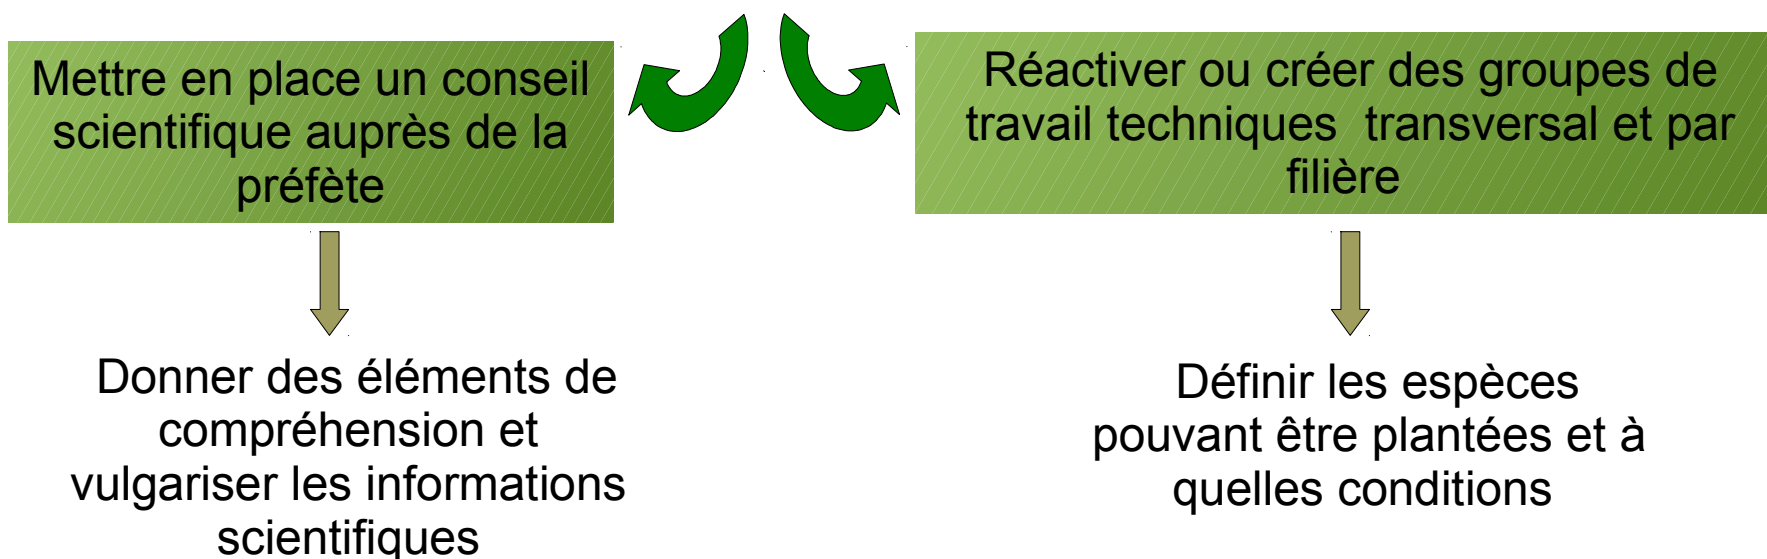 Mettre en place un conseil
scientifique auprès de la
préfète
Donner des éléments de
compréhension et
vulgariser les informations
scientifiques
Réactiver ou créer des groupes de
travail techniques  transversal et par
filière
Définir les espèces
pouvant être plantées et à
quelles conditions